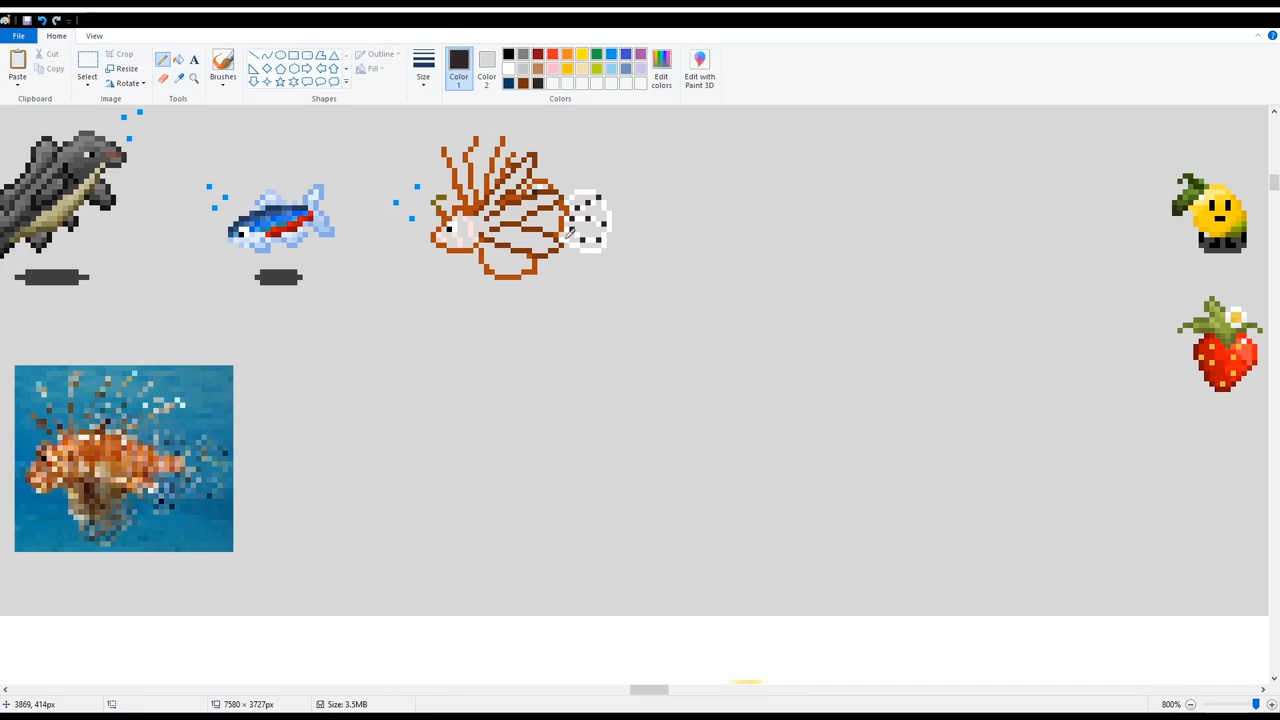 File Home View
Paste Cut Copy
Clipboard
Select Crop Resize Rotate
Image
A
Tools
Brushes
Outline Fill
Shapes
Size
Color 1
Color 2
Edit colors
Colors
Edit with Paint 3D
3869, 414px
7580 × 3727px
Size: 3.5MB
800%